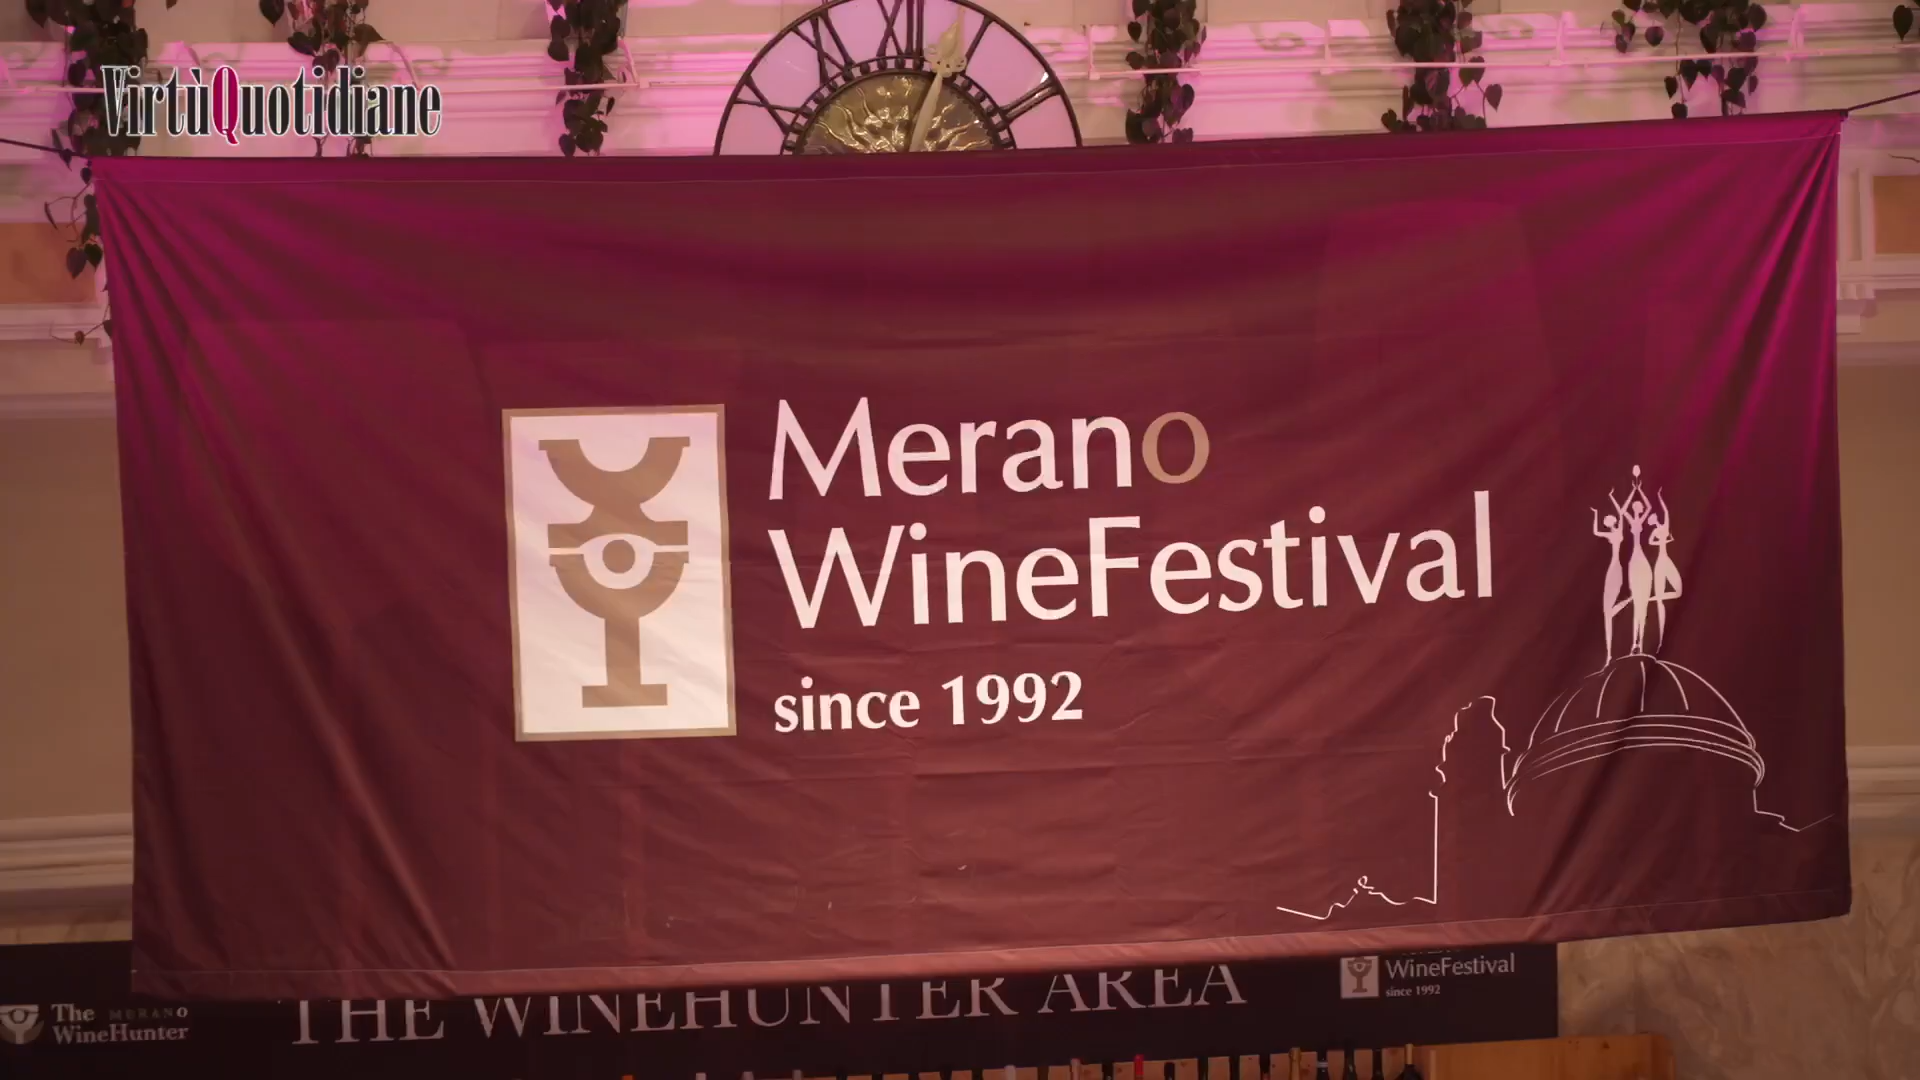 VirtùQuotidiane
Merano
WineFestival
since 1992
The MERANO
WineHunter
THE WINEHUNTER AREA
WineFestival
since 1992